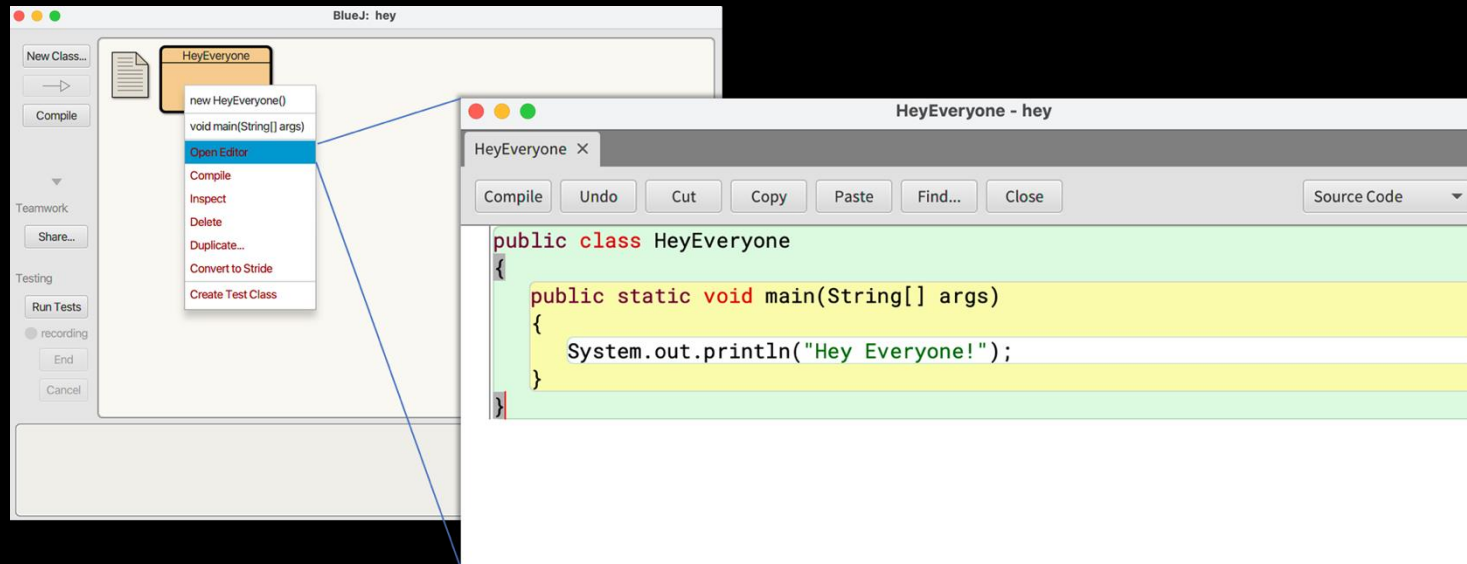 BlueJ: hey
New Class...
Compile
Teamwork
Share...
Testing
Run Tests
recording
End
Cancel
HeyEveryone
new HeyEveryone()
void main(String[] args)
Open Editor
Compile
Inspect
Delete
Duplicate...
Convert to Stride
Create Test Class
HeyEveryone - hey
HeyEveryone ×
Compile Undo Cut Copy Paste Find... Close Source Code
public class HeyEveryone
{
public static void main(String[] args)
{
System.out.println("Hey Everyone!");
}
}